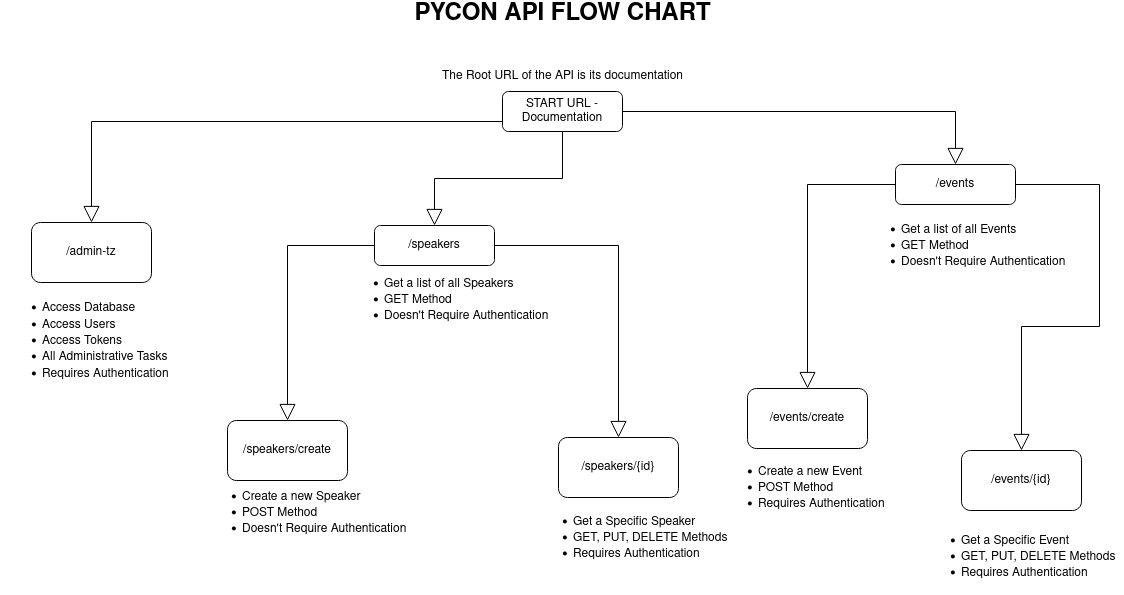 PYCON API FLOW CHART
The Root URL of the API is its documentation
START URL -
Documentation
/admin-tz
Access Database
Access Users
Access Tokens
All Administrative Tasks
Requires Authentication
/speakers
Get a list of all Speakers
GET Method
Doesn't Require Authentication
/events
Get a list of all Events
GET Method
Doesn't Require Authentication
/speakers/create
Create a new Speaker
POST Method
Doesn't Require Authentication
/speakers/{id}
Get a Specific Speaker
GET, PUT, DELETE Methods
Requires Authentication
/events/create
Create a new Event
POST Method
Requires Authentication
/events/{id}
Get a Specific Event
GET, PUT, DELETE Methods
Requires Authentication